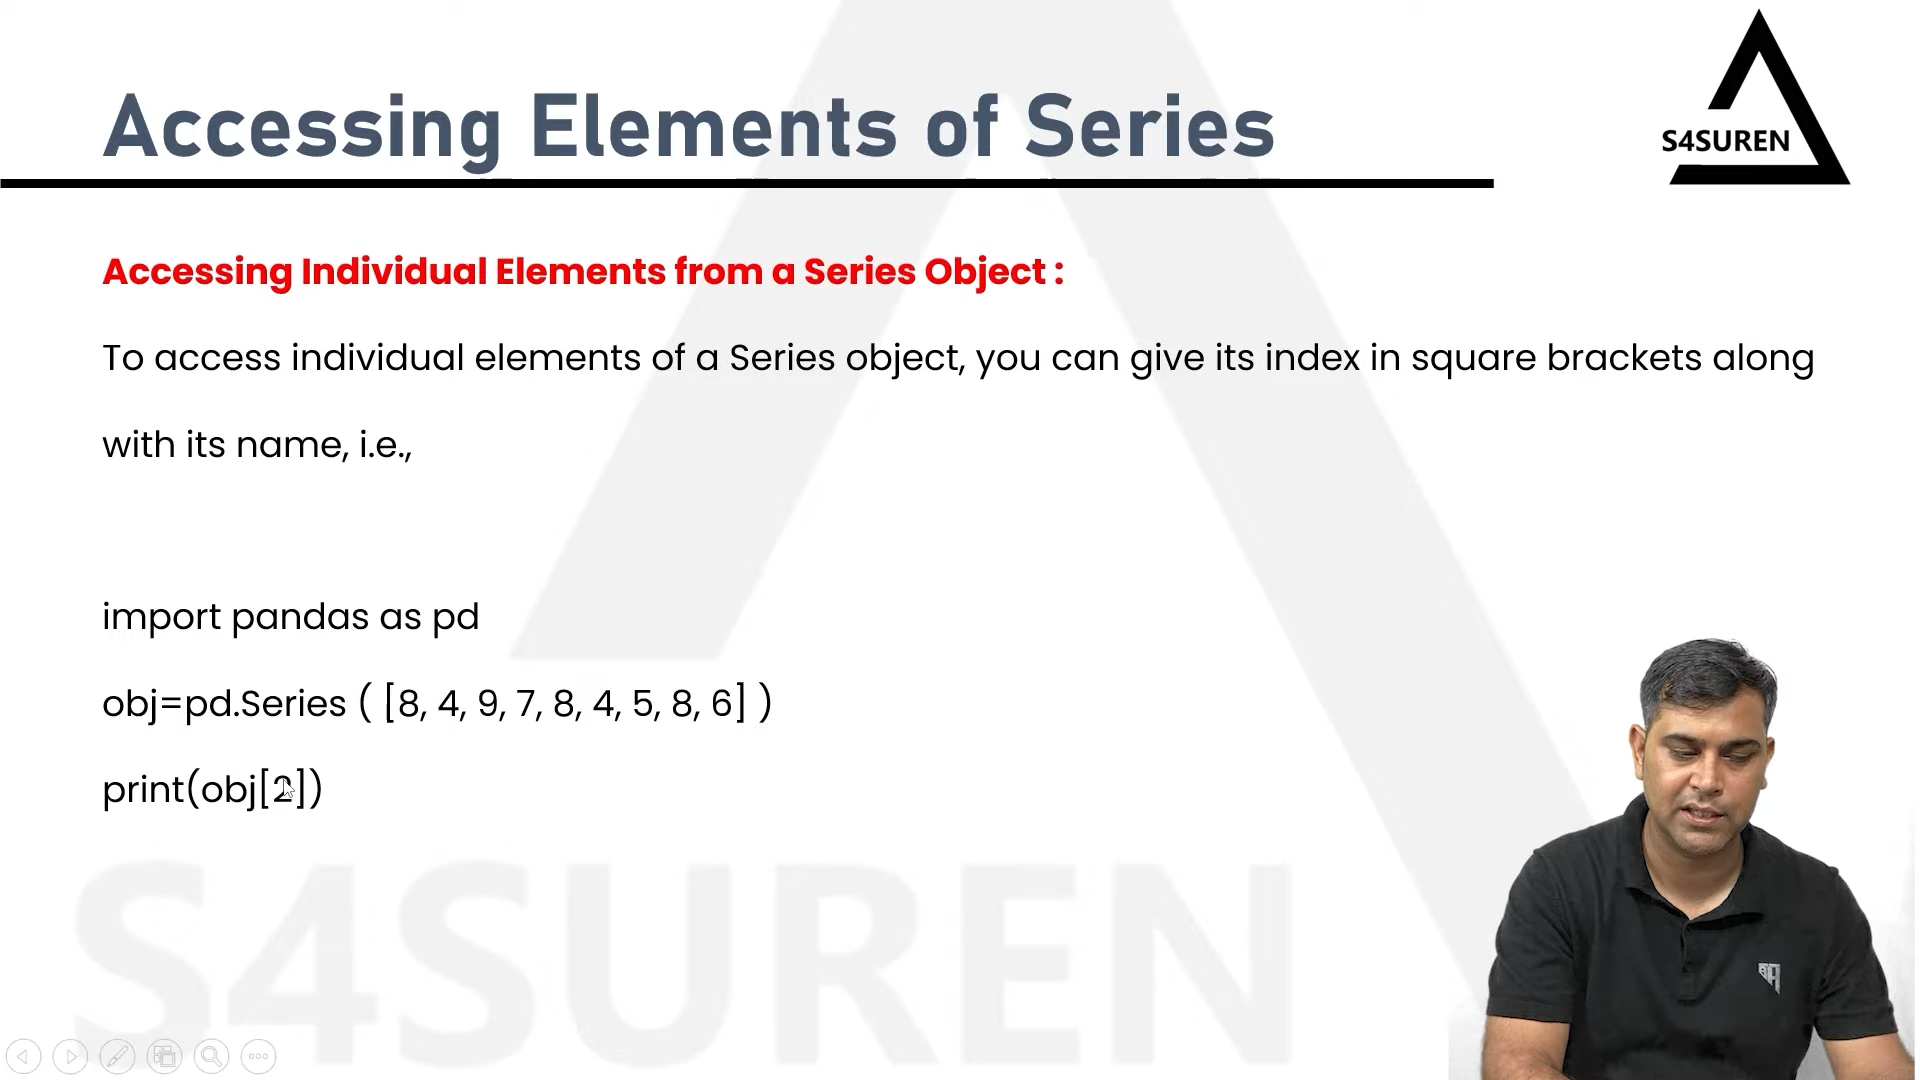 Accessing Elements of Series
S4SUREN
Accessing Individual Elements from a Series Object :
To access individual elements of a Series object, you can give its index in square brackets along
with its name, i.e.,
import pandas as pd
obj=pd.Series ( [8, 4, 9, 7, 8, 4, 5, 8, 6] )
print(obj[2])
S4SUREN